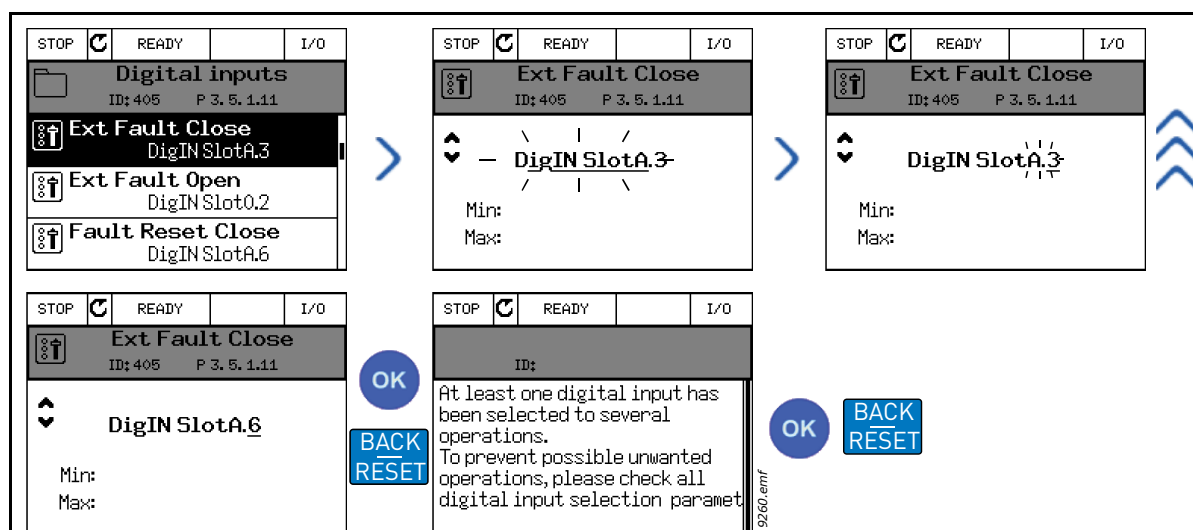 STOP READY I/O
Digital inputs
ID: 405 P 3. 5. 1.11
Ext Fault Close
DigIN SlotA.3
Ext Fault Open
DigIN Slot0.2
Fault Reset Close
DigIN SlotA.6
STOP READY I/O
Ext Fault Close
ID: 405 P 3. 5. 1.11
DigIN SlotA.3
Min:
Max:
STOP READY I/O
Ext Fault Close
ID: 405 P 3. 5. 1.11
DigIN SlotA.3
Min:
Max:
STOP READY I/O
Ext Fault Close
ID: 405 P 3. 5. 1.11
DigIN SlotA.6
Min:
Max:
OK
BACK
RESET
STOP READY I/O
ID:
At least one digital input has
been selected to several
operations.
To prevent possible unwanted
operations, please check all
digital input selection paramet
OK
BACK
RESET
9260.emf